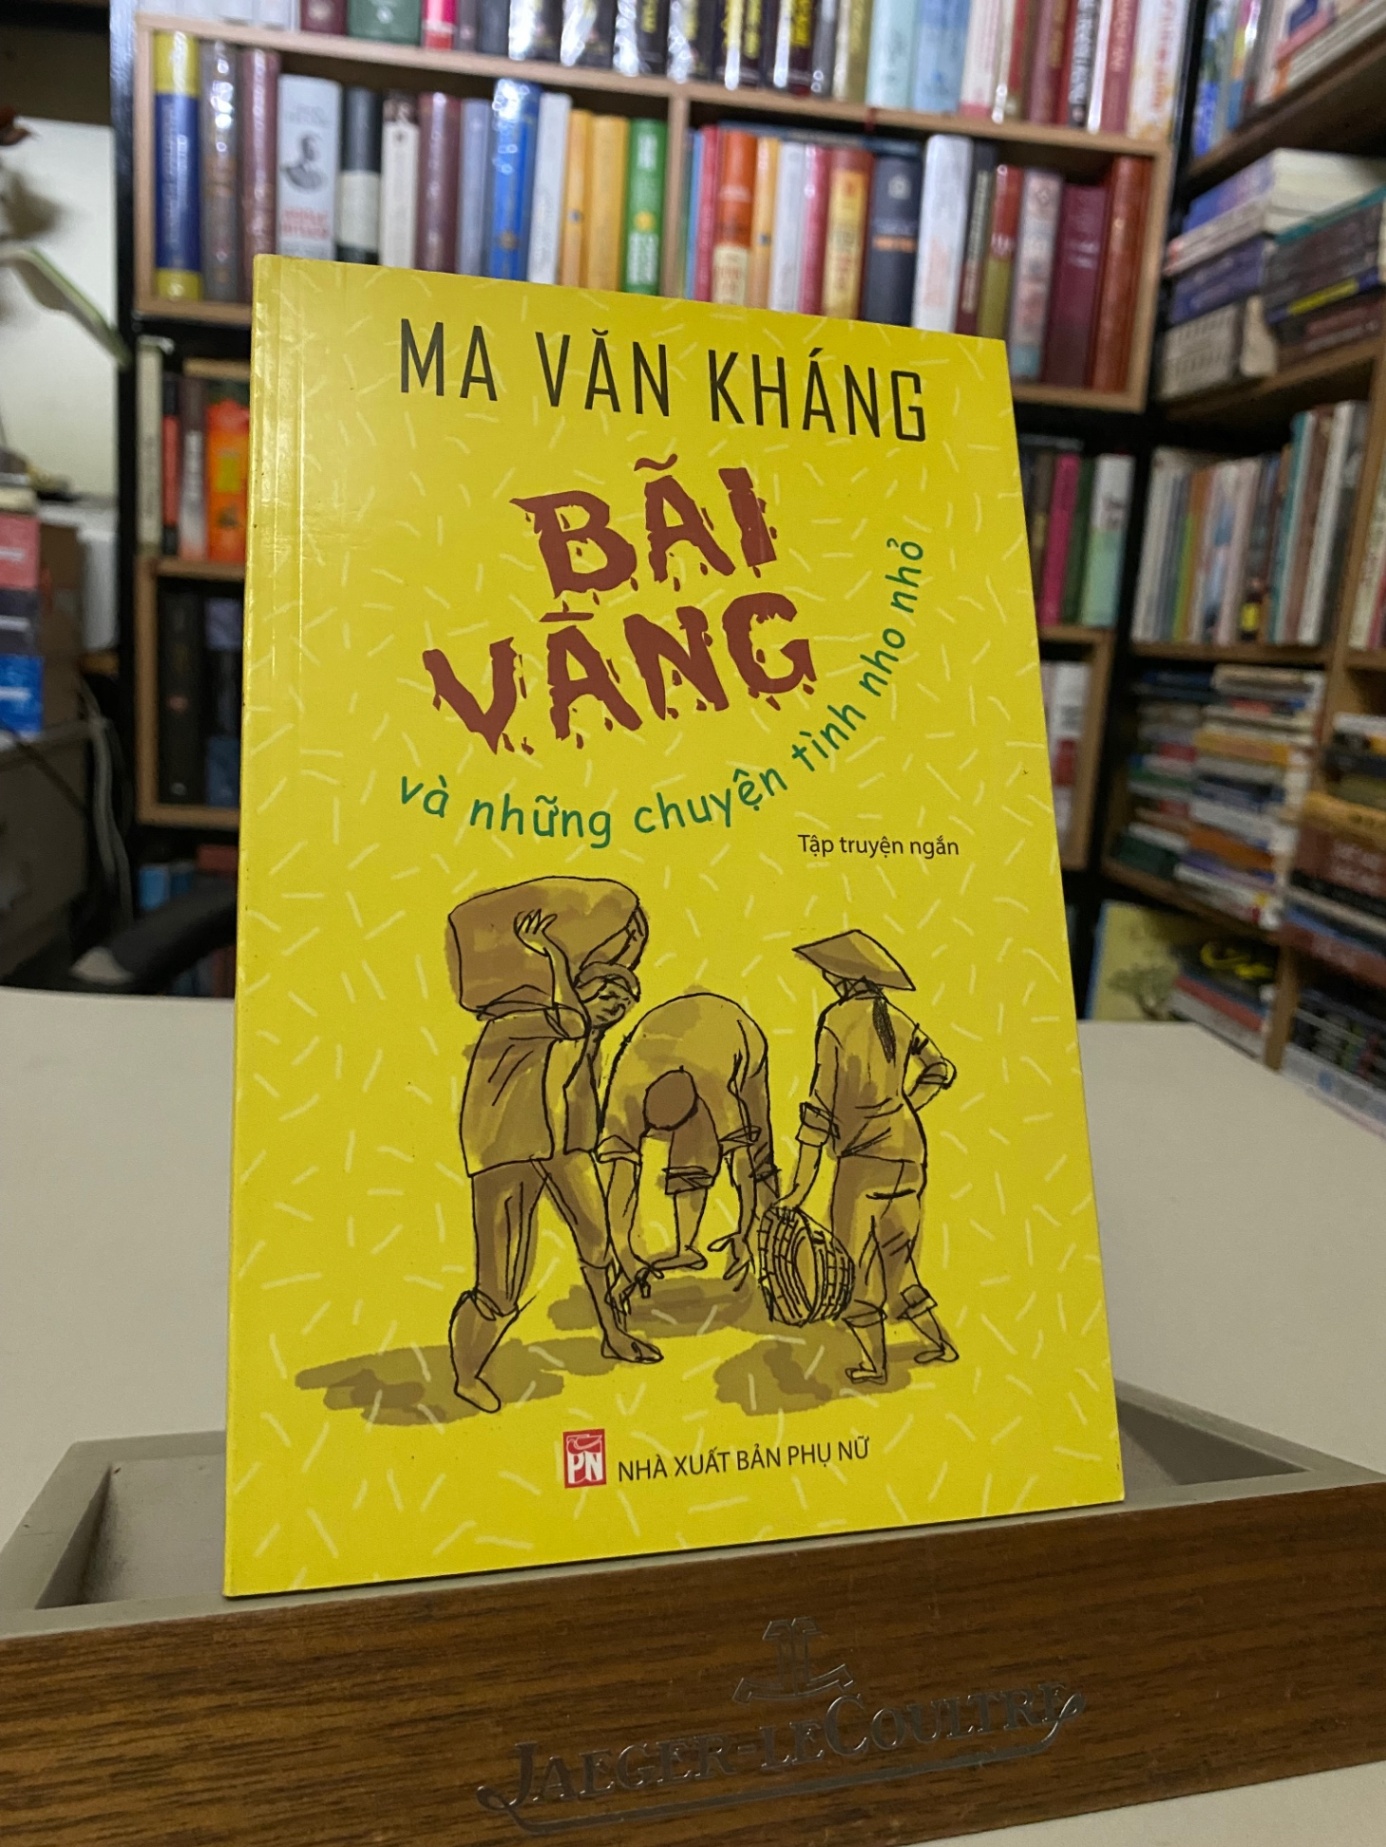 MA VĂN KHÁNG
BÃI
VÀNG
và những chuyện tình nho nhỏ
Tập truyện ngắn
PN NHÀ XUẤT BẢN PHỤ NỮ
JAEGER-LECOULTRE